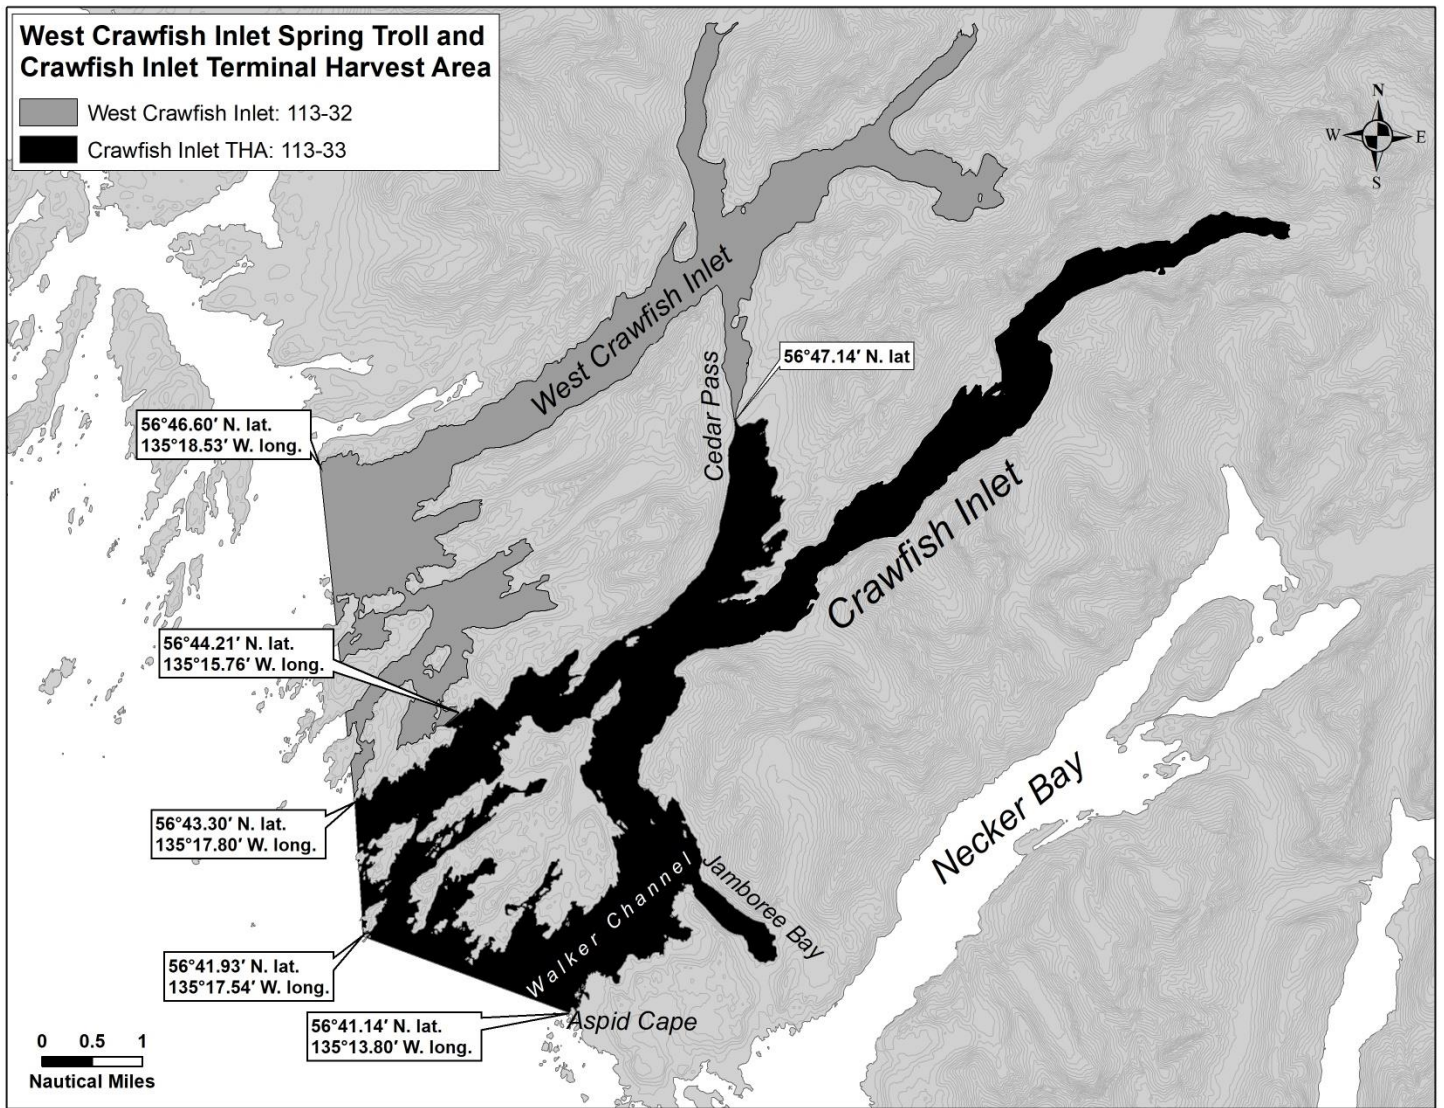 West Crawfish Inlet Spring Troll and
Crawfish Inlet Terminal Harvest Area
West Crawfish Inlet: 113-32
Crawfish Inlet THA: 113-33
N
W E
S
West Crawfish Inlet
56°47.14′ N. lat
Cedar Pass
56°46.60′ N. lat.
135°18.53′ W. long.
Crawfish Inlet
56°44.21′ N. lat.
135°15.76′ W. long.
Necker Bay
56°43.30′ N. lat.
135°17.80′ W. long.
Walker Channel
Jamboree Bay
56°41.93′ N. lat.
135°17.54′ W. long.
56°41.14′ N. lat.
135°13.80′ W. long.
Aspid Cape
0 0.5 1
Nautical Miles